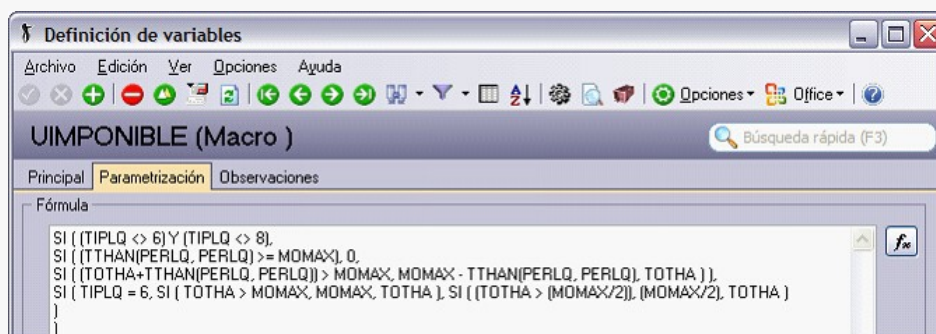 Definición de variables
Archivo Edición Ver Opciones Ayuda
Opciones Office
UIMPONIBLE (Macro )
Búsqueda rápida (F3)
Principal Parametrización Observaciones
Fórmula
SI ( (TIPLQ <> 6) Y (TIPLQ <> 8),
SI ( (TTHAN(PERLQ, PERLQ) >= MOMAX), 0,
SI ( (TOTHA+TTHAN(PERLQ, PERLQ)) > MOMAX, MOMAX - TTHAN(PERLQ, PERLQ), TOTHA ) ),
SI ( TIPLQ = 6, SI ( TOTHA > MOMAX, MOMAX, TOTHA ), SI ( (TOTHA > (MOMAX/2)), (MOMAX/2), TOTHA )
)
)